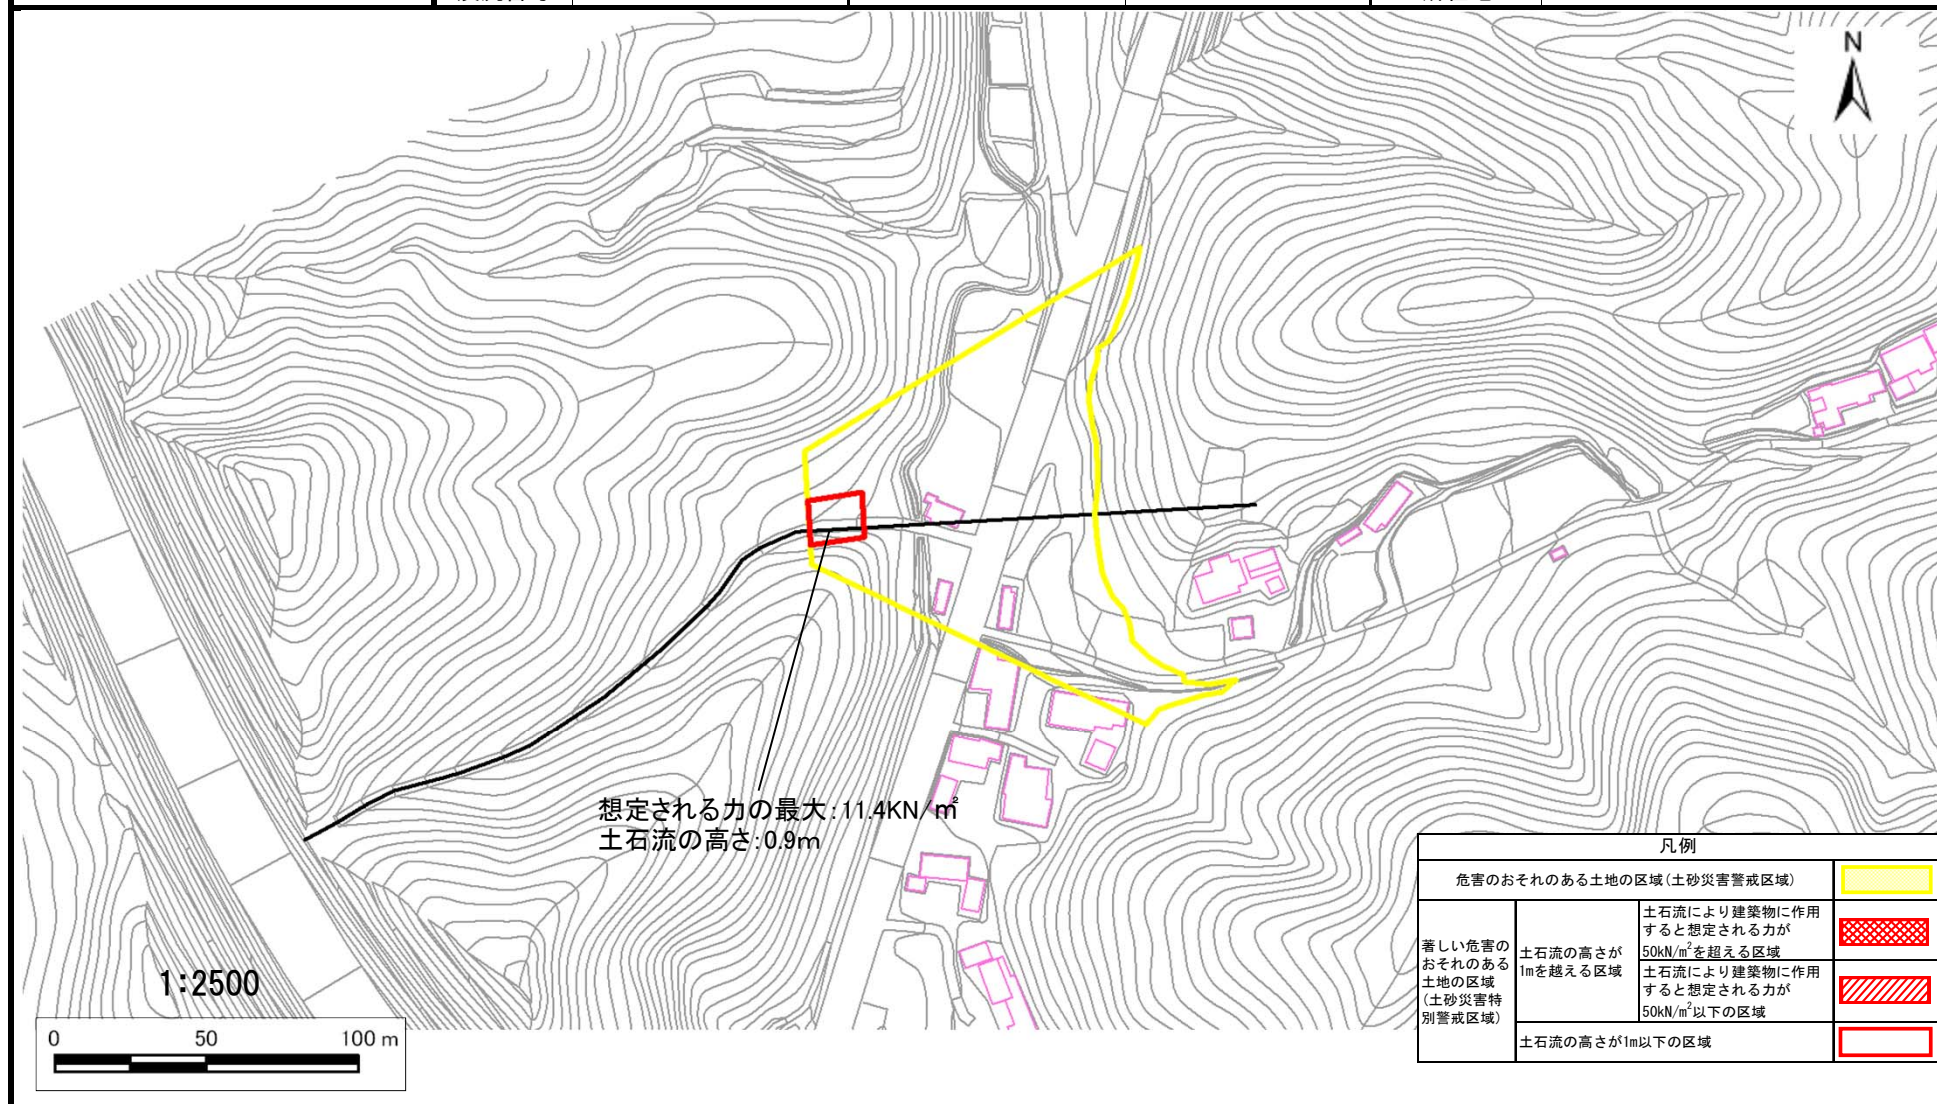 N
想定される力の最大:11.4KN/㎡
土石流の高さ:0.9m
1:2500
0 50 100 m
凡例
危害のおそれのある土地の区域(土砂災害警戒区域)
著しい危害の
おそれのある
土地の区域
(土砂災害特
別警戒区域)
土石流の高さが
1mを越える区域
土石流により建築物に作用
すると想定される力が
50kN/m²を超える区域
土石流により建築物に作用
すると想定される力が
50kN/m²以下の区域
土石流の高さが1m以下の区域